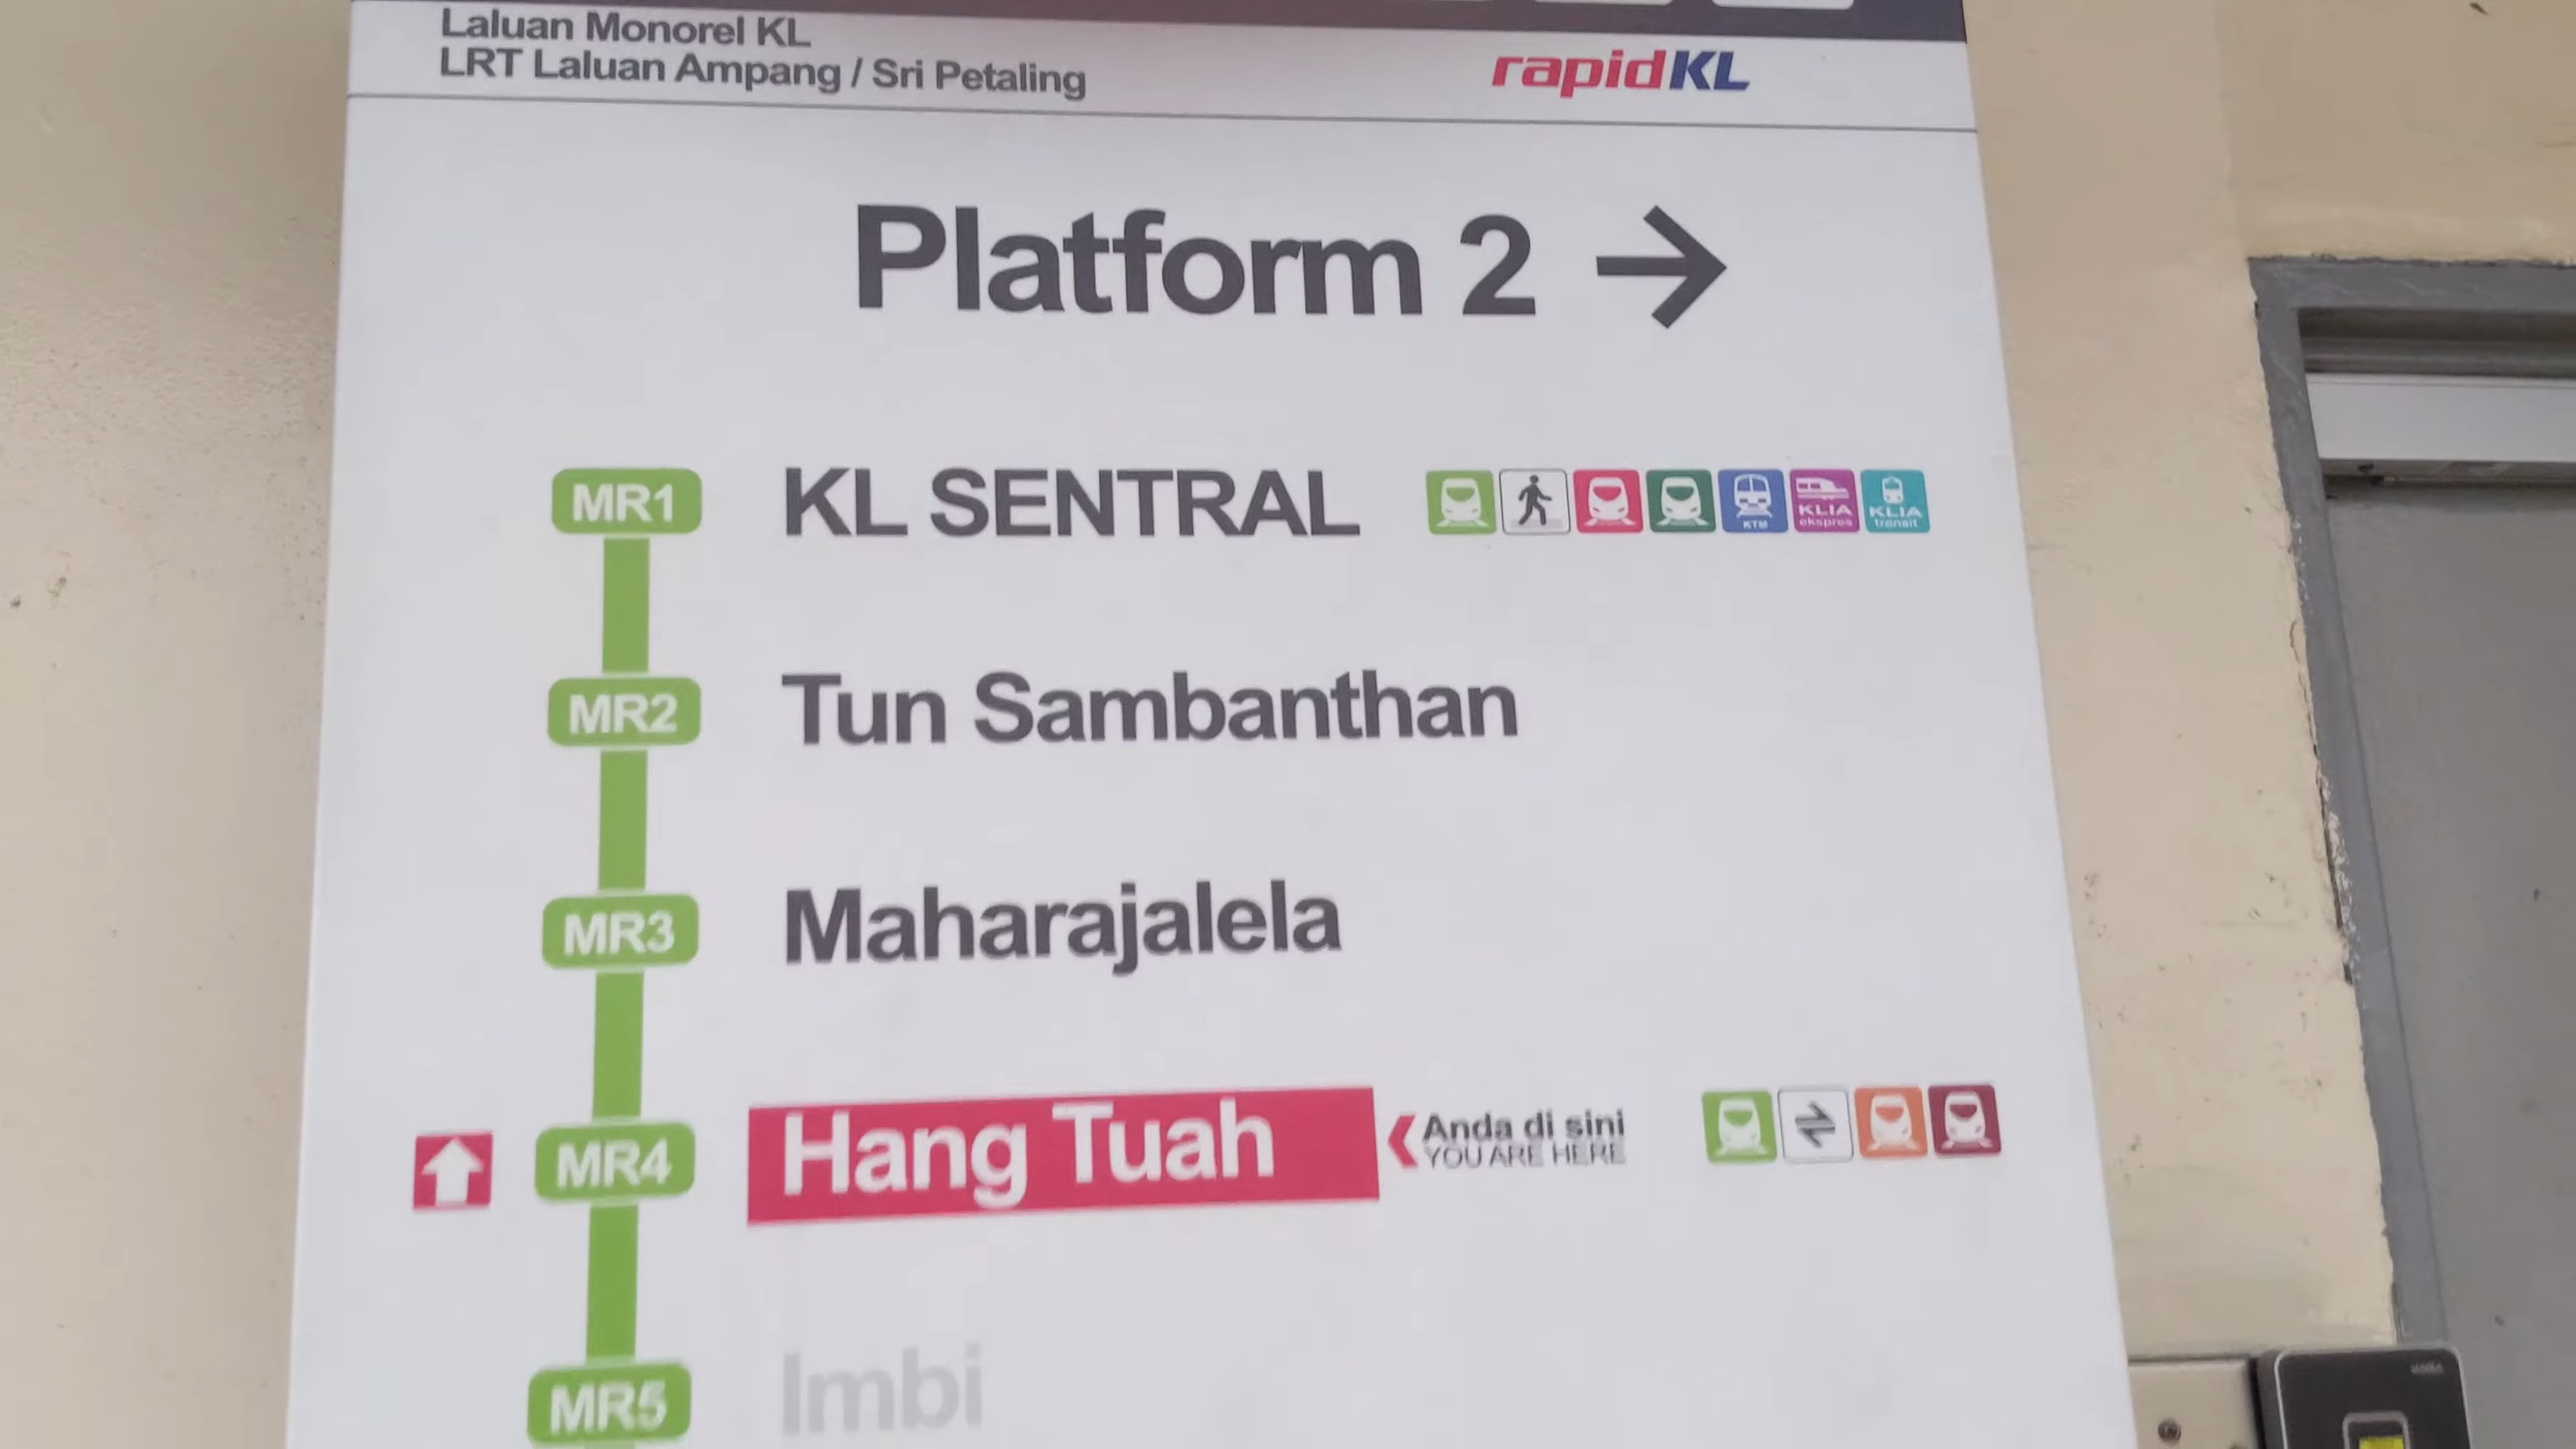 Laluan Monorel KL
LRT Laluan Ampang / Sri Petaling
rapidKL
Platform 2
MR1 KL SENTRAL
KTM
KLIA ekspres
KLIA transit
MR2 Tun Sambanthan
MR3 Maharajalela
MR4 Hang Tuah
Anda di sini
YOU ARE HERE
MR5 Imbi